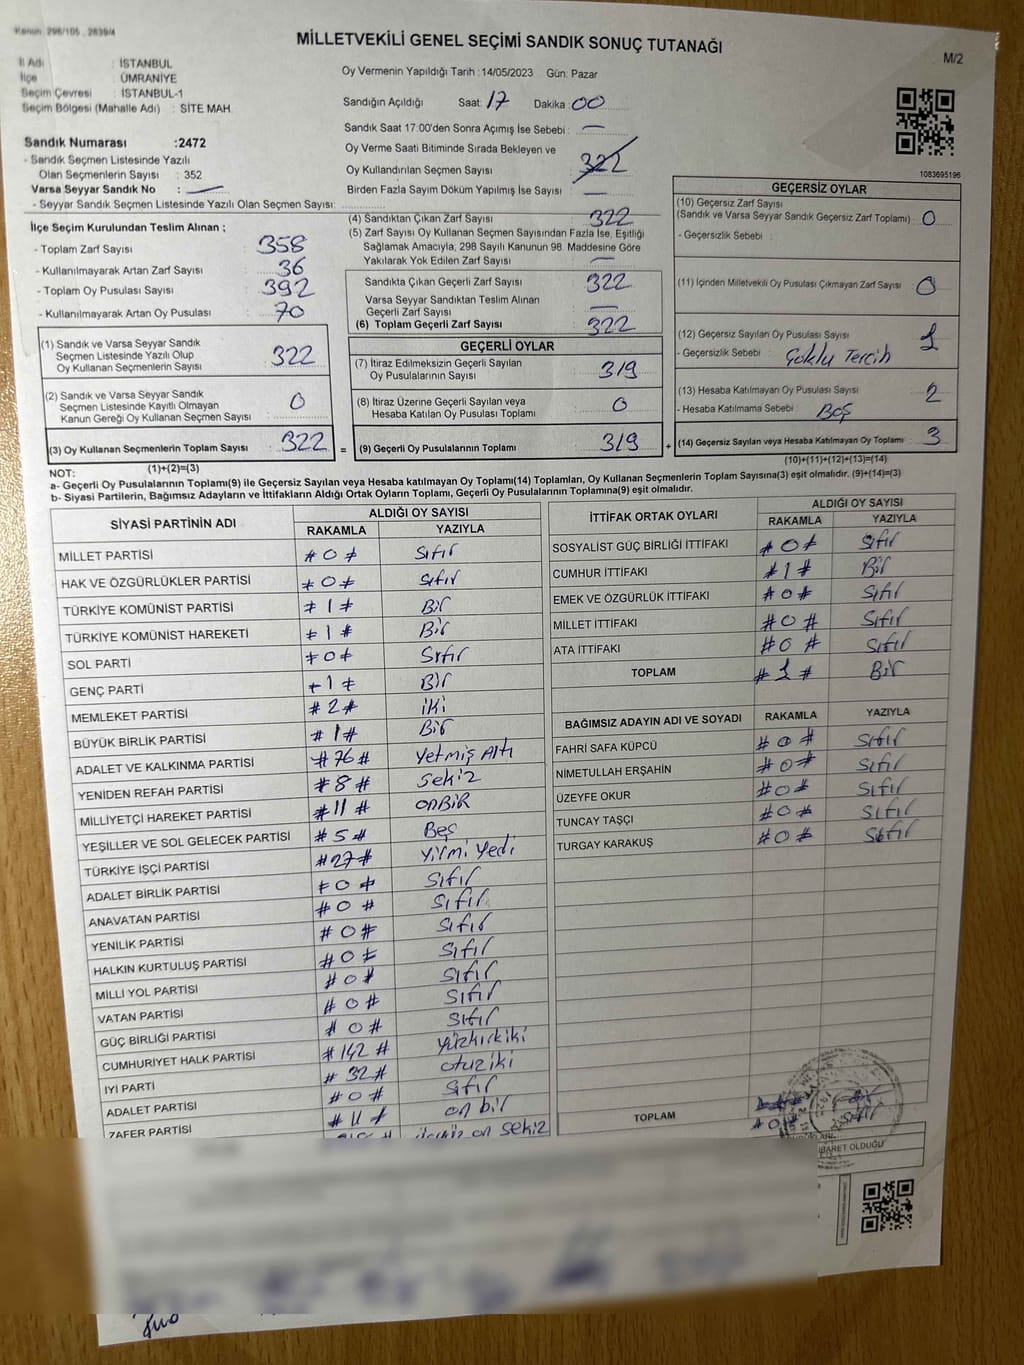 Kanun: 298/105 , 2839/4
MİLLETVEKİLİ GENEL SEÇİMİ SANDIK SONUÇ TUTANAĞI
M/2
İl Adı : İSTANBUL
İlçe : ÜMRANİYE
Seçim Çevresi : İSTANBUL-1
Seçim Bölgesi (Mahalle Adı) : SİTE MAH.
Oy Vermenin Yapıldığı Tarih : 14/05/2023 Gün: Pazar
Sandığın Açıldığı Saat: 17 Dakika 00
Sandık Saat 17:00'den Sonra Açımış İse Sebebi : —
Oy Verme Saati Bitiminde Sırada Bekleyen ve
Oy Kullandırılan Seçmen Sayısı : 322
Birden Fazla Sayım Döküm Yapılmış İse Sayısı : —
1083695196
Sandık Numarası :2472
- Sandık Seçmen Listesinde Yazılı
Olan Seçmenlerin Sayısı : 352
Varsa Seyyar Sandık No : —
- Seyyar Sandık Seçmen Listesinde Yazılı Olan Seçmen Sayısı:
İlçe Seçim Kurulundan Teslim Alınan ;
- Toplam Zarf Sayısı : 358
- Kullanılmayarak Artan Zarf Sayısı : 36
- Toplam Oy Pusulası Sayısı : 392
- Kullanılmayarak Artan Oy Pusulası : 70
(1) Sandık ve Varsa Seyyar Sandık
Seçmen Listesinde Yazılı Olup
Oy Kullanan Seçmenlerin Sayısı : 322
(2) Sandık ve Varsa Seyyar Sandık
Seçmen Listesinde Kayıtlı Olmayan
Kanun Gereği Oy Kullanan Seçmen Sayısı : 0
(3) Oy Kullanan Seçmenlerin Toplam Sayısı : 322 =
(1)+(2)=(3)
(4) Sandıktan Çıkan Zarf Sayısı : 322
(5) Zarf Sayısı Oy Kullanan Seçmen Sayısından Fazla İse, Eşitliği
Sağlamak Amacıyla, 298 Sayılı Kanunun 98. Maddesine Göre
Yakılarak Yok Edilen Zarf Sayısı : —
Sandıkta Çıkan Geçerli Zarf Sayısı : 322
Varsa Seyyar Sandıktan Teslim Alınan
Geçerli Zarf Sayısı : —
(6) Toplam Geçerli Zarf Sayısı : 322
GEÇERLİ OYLAR
(7) İtiraz Edilmeksizin Geçerli Sayılan
Oy Pusulalarının Sayısı : 319
(8) İtiraz Üzerine Geçerli Sayılan veya
Hesaba Katılan Oy Pusulası Toplamı : 0
(9) Geçerli Oy Pusulalarının Toplamı : 319 +
GEÇERSİZ OYLAR
(10) Geçersiz Zarf Sayısı
(Sandık ve Varsa Seyyar Sandık Geçersiz Zarf Toplamı) : 0
- Geçersizlik Sebebi :
(11) İçinden Milletvekili Oy Pusulası Çıkmayan Zarf Sayısı : 0
(12) Geçersiz Sayılan Oy Pusulası Sayısı : 1
- Geçersizlik Sebebi : Çoklu Tercih
(13) Hesaba Katılmayan Oy Pusulası Sayısı : 2
- Hesaba Katılmama Sebebi : Boş
(14) Geçersiz Sayılan veya Hesaba Katılmayan Oy Toplamı : 3
(10)+(11)+(12)+(13)=(14)
NOT:
a- Geçerli Oy Pusulalarının Toplamı(9) ile Geçersiz Sayılan veya Hesaba katılmayan Oy Toplamı(14) Toplamları, Oy Kullanan Seçmenlerin Toplam Sayısına(3) eşit olmalıdır. (9)+(14)=(3)
b- Siyasi Partilerin, Bağımsız Adayların ve İttifakların Aldığı Ortak Oyların Toplamı, Geçerli Oy Pusulalarının Toplamına(9) eşit olmalıdır.
SİYASİ PARTİNİN ADI ALDIĞI OY SAYISI
RAKAMLA YAZIYLA
MİLLET PARTİSİ # 0 # Sıfır
HAK VE ÖZGÜRLÜKLER PARTİSİ # 0 # Sıfır
TÜRKİYE KOMÜNİST PARTİSİ # 1 # Bir
TÜRKİYE KOMÜNİST HAREKETİ # 1 # Bir
SOL PARTİ # 0 # Sıfır
GENÇ PARTİ # 1 # Bir
MEMLEKET PARTİSİ # 2 # iki
BÜYÜK BİRLİK PARTİSİ # 1 # Bir
ADALET VE KALKINMA PARTİSİ # 76 # Yetmiş Altı
YENİDEN REFAH PARTİSİ # 8 # Sekiz
MİLLİYETÇİ HAREKET PARTİSİ # 11 # onBİR
YEŞİLLER VE SOL GELECEK PARTİSİ # 5 # Beş
TÜRKİYE İŞÇİ PARTİSİ # 27 # Yirmi Yedi
ADALET BİRLİK PARTİSİ # 0 # Sıfır
ANAVATAN PARTİSİ # 0 # Sıfır
YENİLİK PARTİSİ # 0 # Sıfır
HALKIN KURTULUŞ PARTİSİ # 0 # Sıfır
MİLLİ YOL PARTİSİ # 0 # Sıfır
VATAN PARTİSİ # 0 # Sıfır
GÜÇ BİRLİĞİ PARTİSİ # 0 # Sıfır
CUMHURİYET HALK PARTİSİ # 142 # Yüzkırkiki
İYİ PARTİ # 32 # otuziki
ADALET PARTİSİ # 0 # Sıfır
ZAFER PARTİSİ # 11 # on bir
on sekiz
İTTİFAK ORTAK OYLARI ALDIĞI OY SAYISI
RAKAMLA YAZIYLA
SOSYALİST GÜÇ BİRLİĞİ İTTİFAKI # 0 # Sıfır
CUMHUR İTTİFAKI # 1 # Bir
EMEK VE ÖZGÜRLÜK İTTİFAKI # 0 # Sıfır
MİLLET İTTİFAKI # 0 # Sıfır
ATA İTTİFAKI # 0 # Sıfır
TOPLAM # 1 # Bir
BAĞIMSIZ ADAYIN ADI VE SOYADI RAKAMLA YAZIYLA
FAHRİ SAFA KÜPCÜ # 0 # Sıfır
NİMETULLAH ERŞAHİN # 0 # Sıfır
ÜZEYFE OKUR # 0 # Sıfır
TUNCAY TAŞÇI # 0 # Sıfır
TURGAY KARAKUŞ # 0 # Sıfır
TOPLAM # 0 # Sıfır
İBARET OLDUĞU